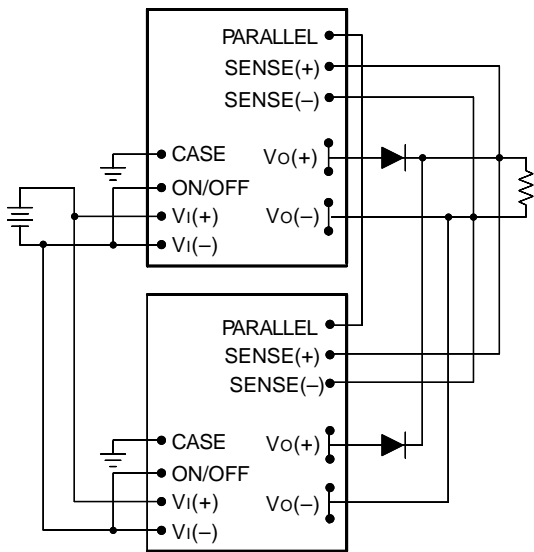 PARALLEL
SENSE(+)
SENSE(–)
CASE
VO(+)
ON/OFF
VI(+)
VO(–)
VI(–)
PARALLEL
SENSE(+)
SENSE(–)
CASE
VO(+)
ON/OFF
VI(+)
VO(–)
VI(–)